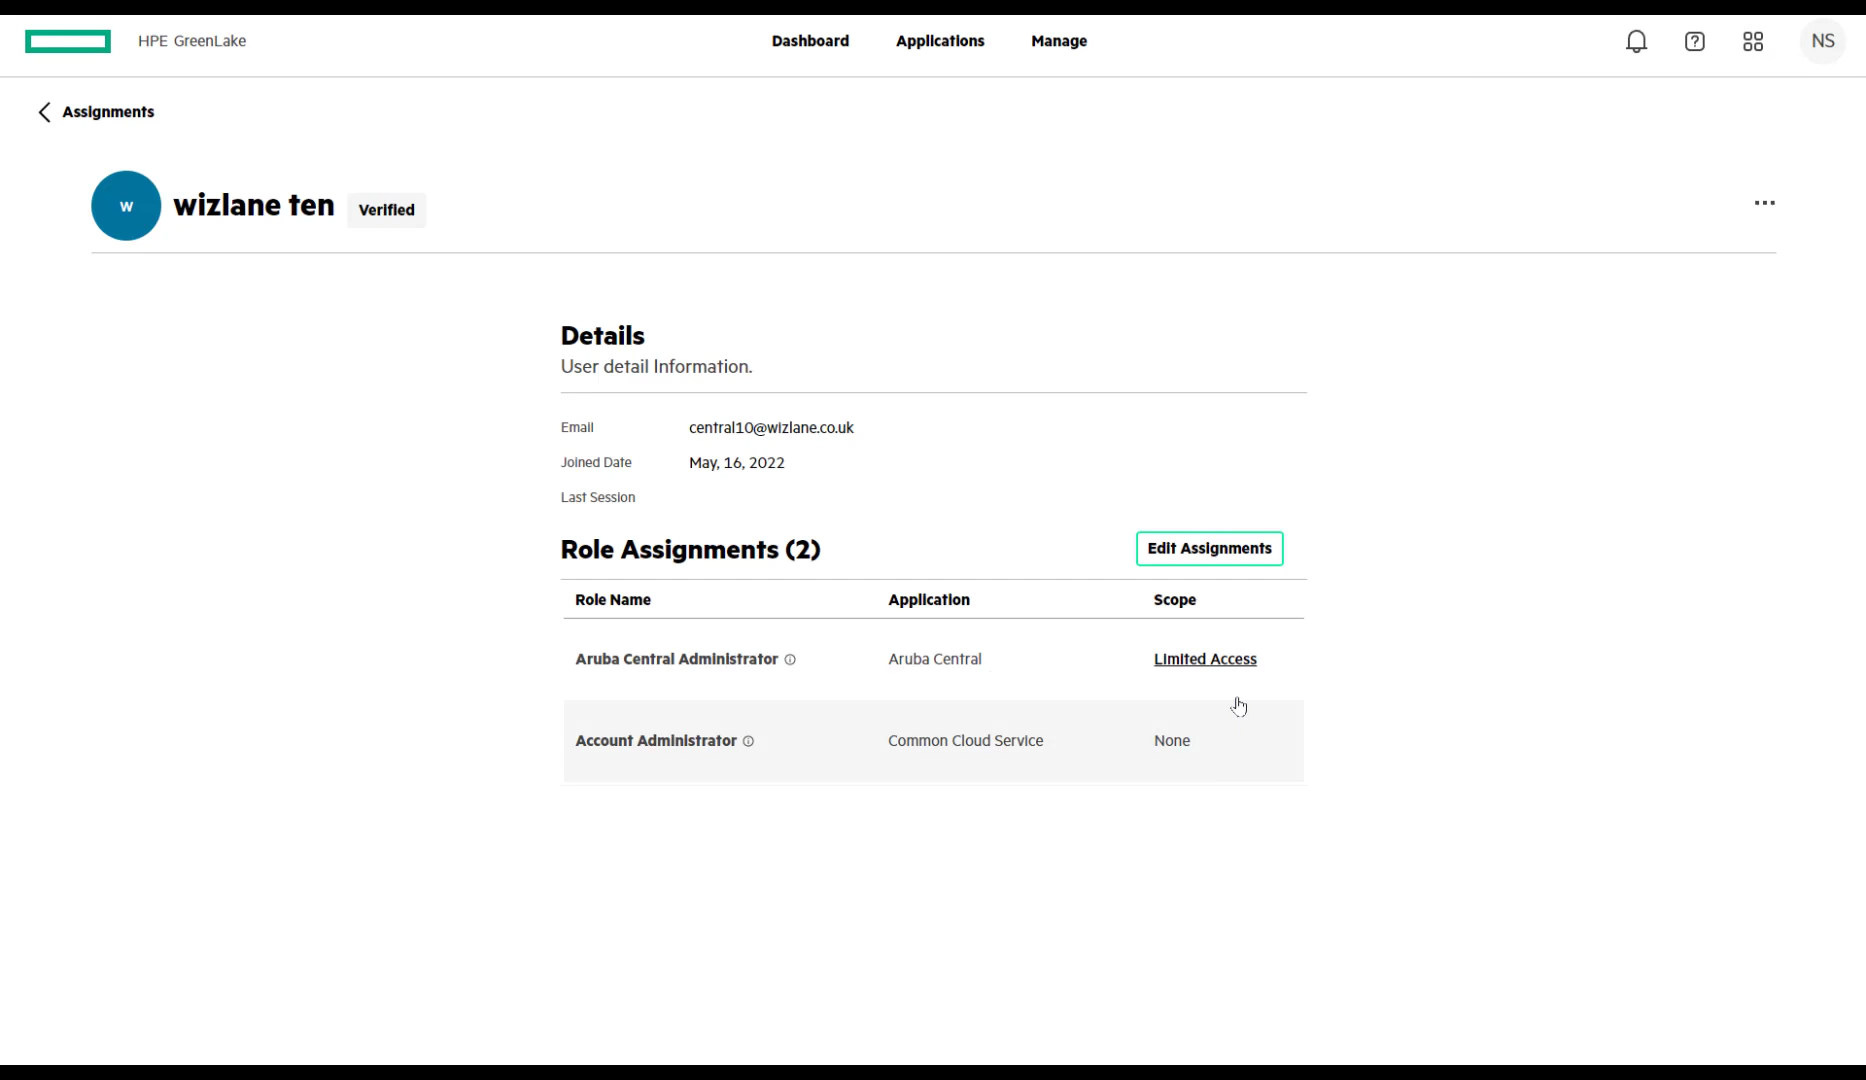 HPE GreenLake
Dashboard
Applications
Manage
NS
Assignments
W
wizlane ten
Verified
Details
User detail Information.
Email
central10@wizlane.co.uk
Joined Date
May, 16, 2022
Last Session
Role Assignments (2)
Edit Assignments
Role Name
Application
Scope
Aruba Central Administrator
Aruba Central
Limited Access
Account Administrator
Common Cloud Service
None